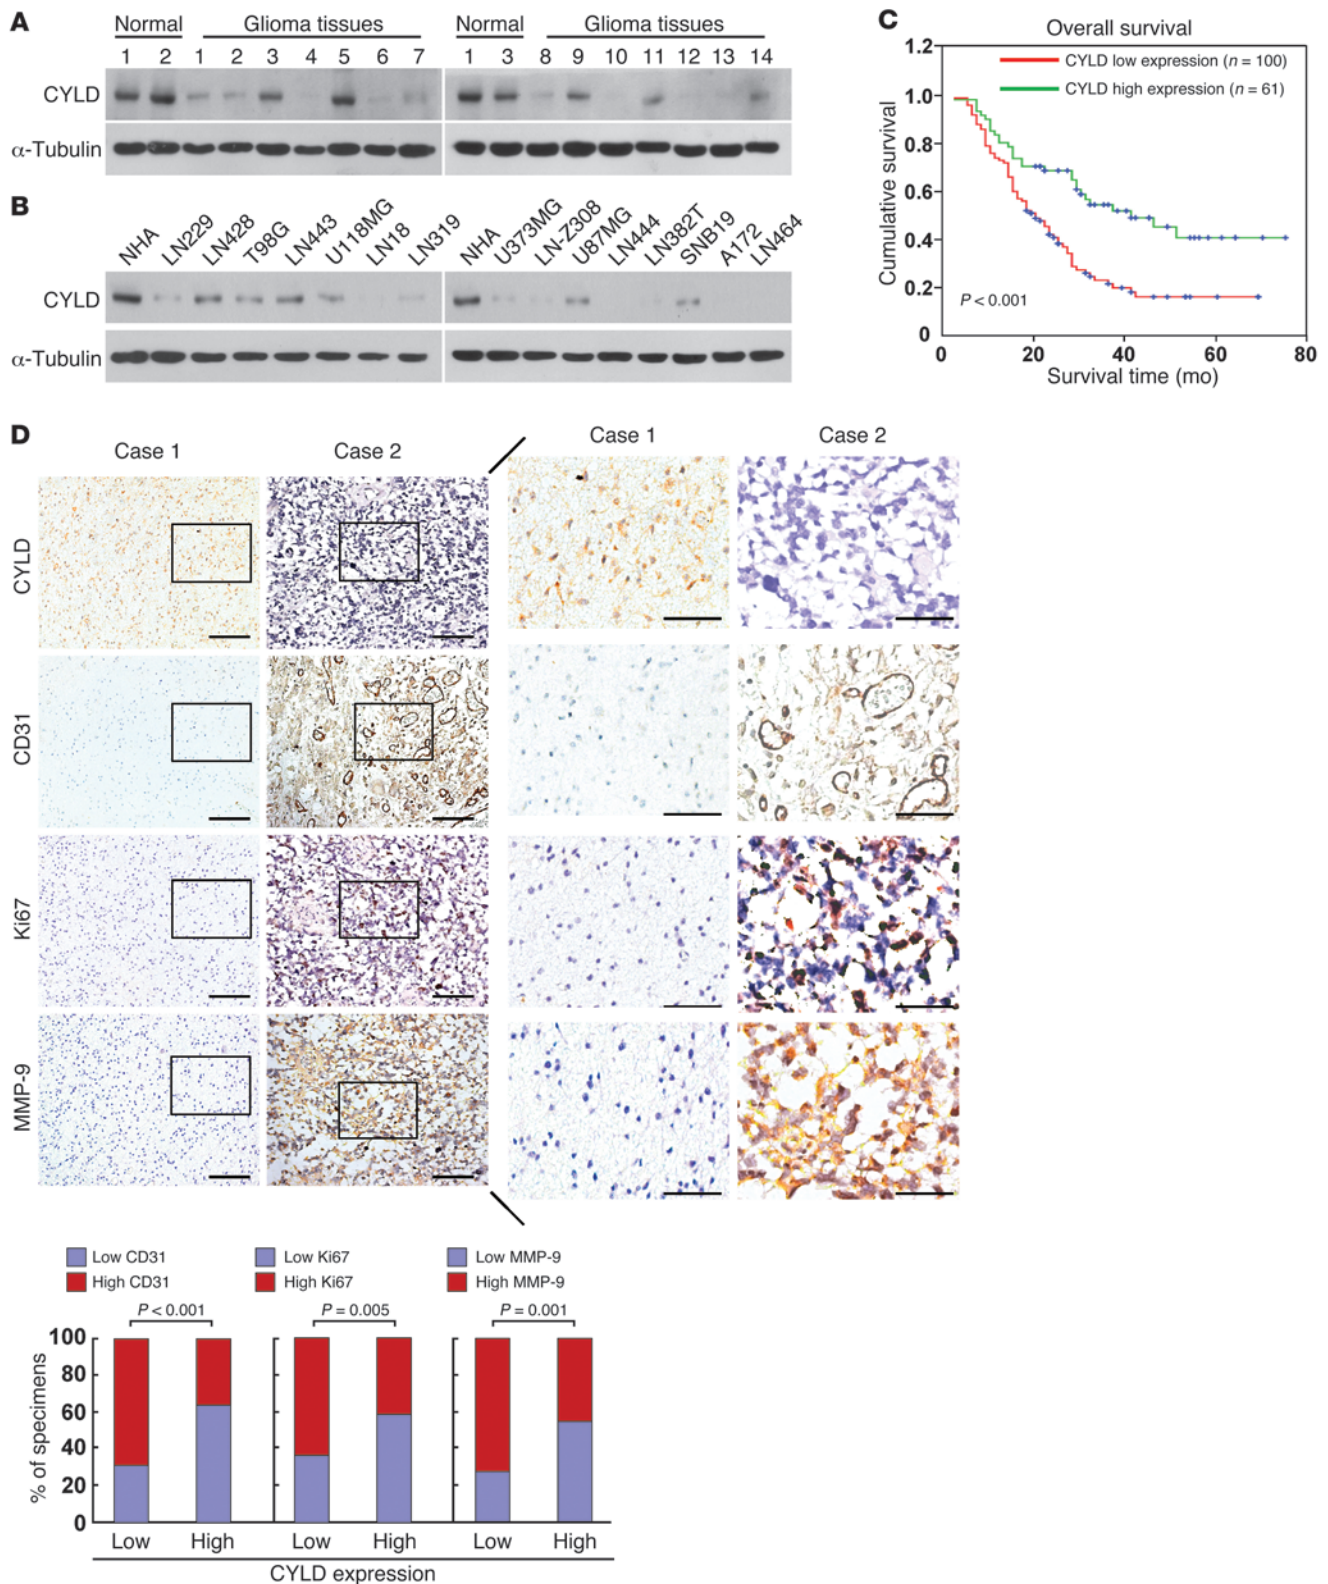 A
Normal Glioma tissues Normal Glioma tissues
1 2 1 2 3 4 5 6 7 1 3 8 9 10 11 12 13 14
CYLD
α-Tubulin
B
NHA LN229 LN428 T98G LN443 U118MG LN18 LN319 NHA U373MG LN-Z308 U87MG LN444 LN382T SNB19 A172 LN464
CYLD
α-Tubulin
C
Overall survival
CYLD low expression (n = 100)
CYLD high expression (n = 61)
Cumulative survival
1.2
1.0
0.8
0.6
0.4
0.2
0
P < 0.001
0 20 40 60 80
Survival time (mo)
D
Case 1 Case 2 Case 1 Case 2
CYLD
CD31
Ki67
MMP-9
Low CD31 Low Ki67 Low MMP-9
High CD31 High Ki67 High MMP-9
P < 0.001 P = 0.005 P = 0.001
% of specimens
100
80
60
40
20
0
Low High Low High Low High
CYLD expression